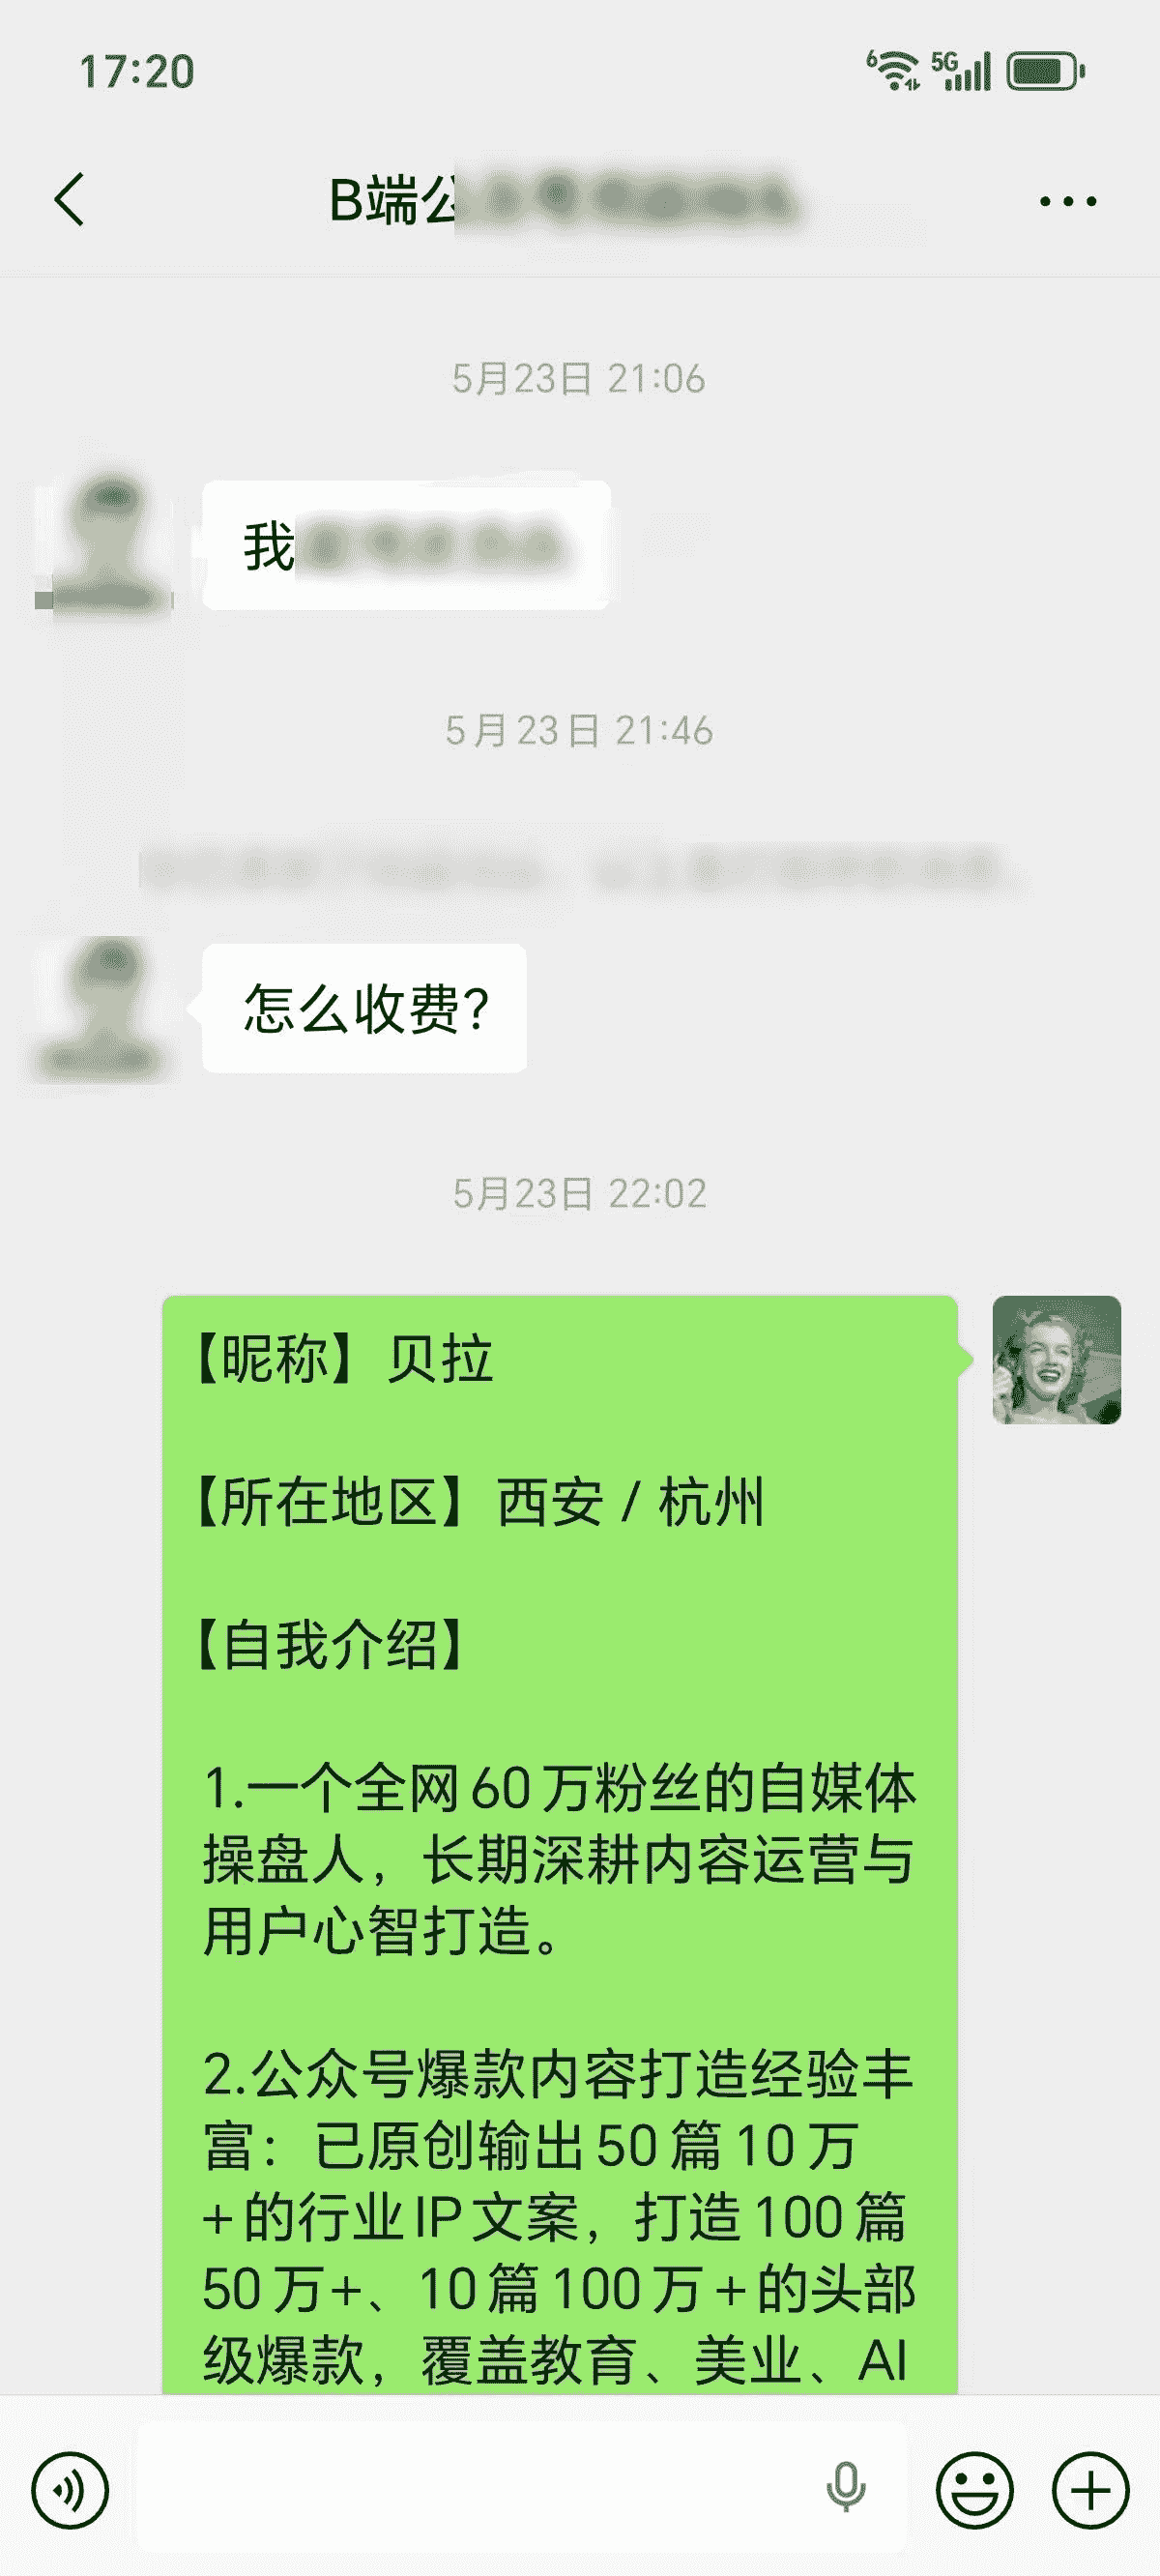 17:20
6 5G
B端公
5月23日 21:06
我
5月23日 21:46
怎么收费?
5月23日 22:02
【昵称】贝拉
【所在地区】西安 / 杭州
【自我介绍】
1.一个全网60万粉丝的自媒体
操盘人，长期深耕内容运营与
用户心智打造。
2.公众号爆款内容打造经验丰
富：已原创输出50篇10万
+的行业IP文案，打造100篇
50万+、10篇100万+的头部
级爆款，覆盖教育、美业、AI